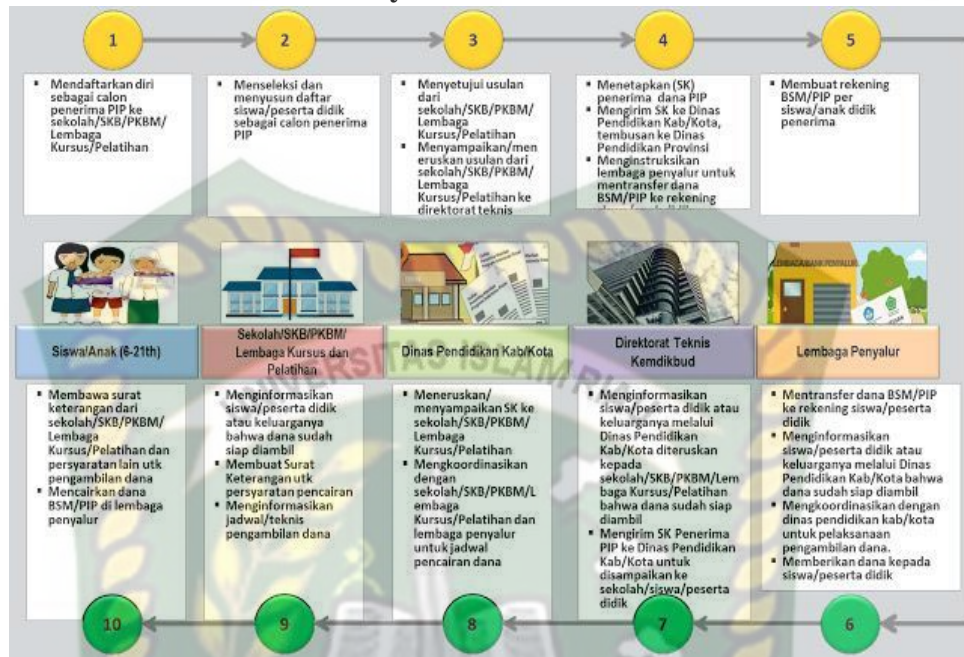 1
2
3
4
5
▪ Mendaftarkan diri
sebagai calon
penerima PIP ke
sekolah/SKB/PKBM/
Lembaga
Kursus/Pelatihan
▪ Menseleksi dan
menyusun daftar
siswa/peserta didik
sebagai calon penerima
PIP
▪ Menyetujui usulan
dari
sekolah/SKB/PKBM/
Lembaga
Kursus/Pelatihan
▪ Menyampaikan/men
eruskan usulan dari
sekolah/SKB/PKBM/
Lembaga
Kursus/Pelatihan ke
direktorat teknis
▪ Menetapkan (SK)
penerima dana PIP
▪ Mengirim SK ke Dinas
Pendidikan Kab/Kota,
tembusan ke Dinas
Pendidikan Provinsi
▪ Menginstruksikan
lembaga penyalur untuk
mentransfer dana
BSM/PIP ke rekening
▪ Membuat rekening
BSM/PIP per
siswa/anak didik
penerima
LEMBAGA/BANK PENYALUR
Siswa/Anak (6-21th)
Sekolah/SKB/PKBM/
Lembaga Kursus dan
Pelatihan
Dinas Pendidikan Kab/Kota
Direktorat Teknis
Kemdikbud
Lembaga Penyalur
UNIVERSITAS ISLAM RIAU
▪ Membawa surat
keterangan dari
sekolah/SKB/PKBM/
Lembaga
Kursus/Pelatihan dan
persyaratan lain utk
pengambilan dana
▪ Mencairkan dana
BSM/PIP di lembaga
penyalur
▪ Menginformasikan
siswa/peserta didik
atau keluarganya
bahwa dana sudah
siap diambil
▪ Membuat Surat
Keterangan utk
persyaratan pencairan
▪ Menginformasikan
jadwal/teknis
pengambilan dana
▪ Meneruskan/
menyampaikan SK ke
sekolah/SKB/PKBM/
Lembaga
Kursus/Pelatihan
▪ Mengkoordinasikan
dengan
sekolah/SKB/PKBM/L
embaga
Kursus/Pelatihan dan
lembaga penyalur
untuk jadwal
pencairan dana
▪ Menginformasikan
siswa/peserta didik atau
keluarganya melalui
Dinas Pendidikan
Kab/Kota diteruskan
kepada
sekolah/SKB/PKBM/Lem
baga Kursus/Pelatihan
bahwa dana sudah siap
diambil
▪ Mengirim SK Penerima
PIP ke Dinas Pendidikan
Kab/Kota untuk
disampaikan ke
sekolah/siswa/peserta
didik
▪ Mentransfer dana BSM/PIP
ke rekening siswa/peserta
didik
▪ Menginformasikan
siswa/peserta didik atau
keluarganya melalui Dinas
Pendidikan Kab/Kota bahwa
dana sudah siap diambil
▪ Mengkoordinasikan dengan
dinas pendidikan kab/kota
untuk pelaksanaan
pengambilan dana.
▪ Memberikan dana kepada
siswa/peserta didik
10
9
8
7
6